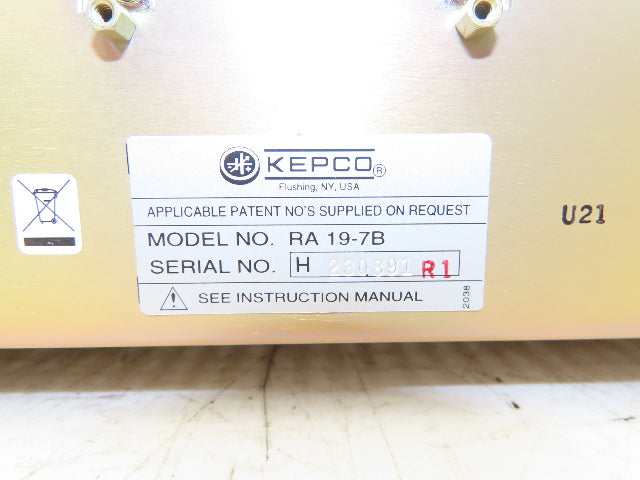 KEPCO®
Flushing, NY, USA
APPLICABLE PATENT NO'S SUPPLIED ON REQUEST
MODEL NO. RA 19-7B
SERIAL NO. H 230891 R1
SEE INSTRUCTION MANUAL
2038
U21